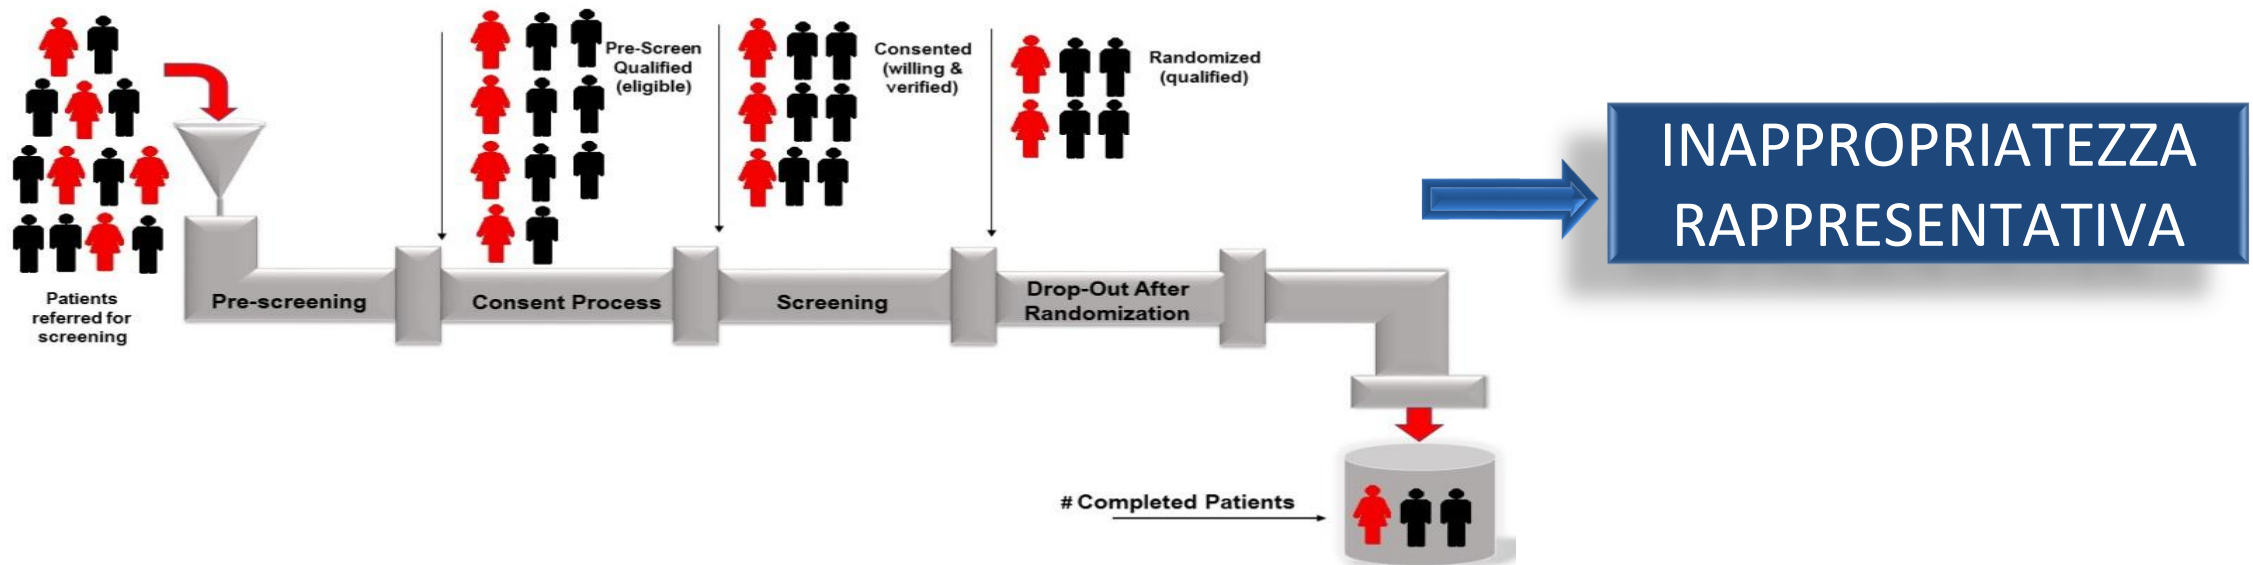 Patients
referred for
screening
Pre-screening
Consent Process
Pre-Screen
Qualified
(eligible)
Screening
Consented
(willing &
verified)
Drop-Out After
Randomization
Randomized
(qualified)
# Completed Patients
INAPPROPRIATEZZA
RAPPRESENTATIVA